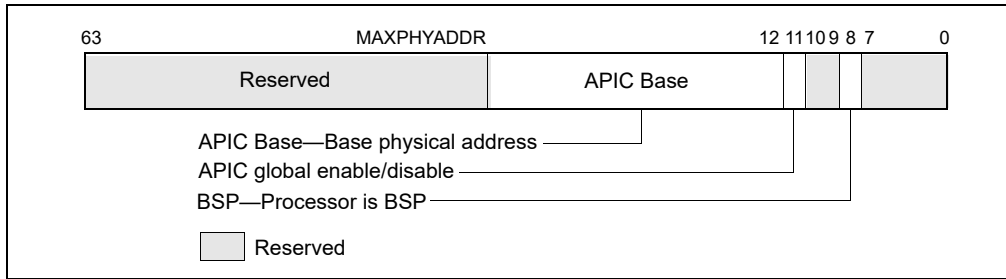 63 MAXPHYADDR 12 11 10 9 8 7 0
Reserved APIC Base
APIC Base—Base physical address
APIC global enable/disable
BSP—Processor is BSP
Reserved